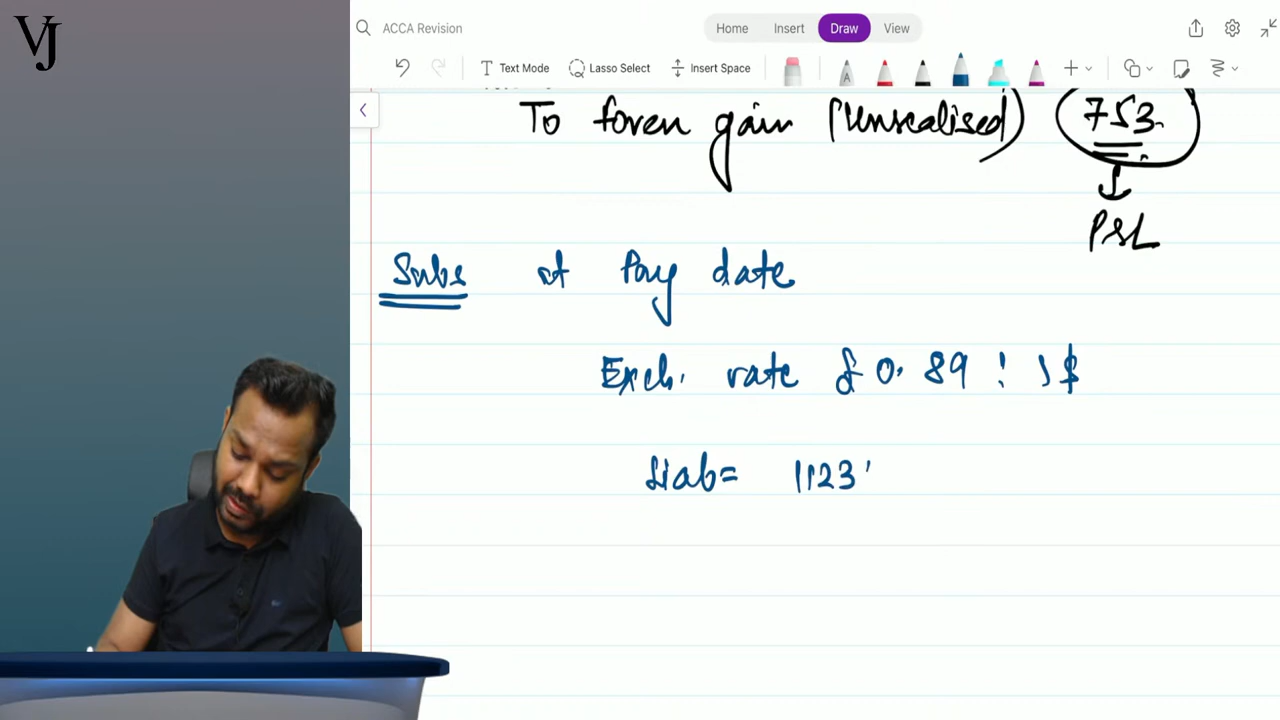 VJ
ACCA Revision
Home Insert Draw View
Text Mode Lasso Select Insert Space
To forex gain (Unrealised) 753
P&L
Subs at Pay date
Exch. rate £ 0.89 : 1$
Liab = 1123